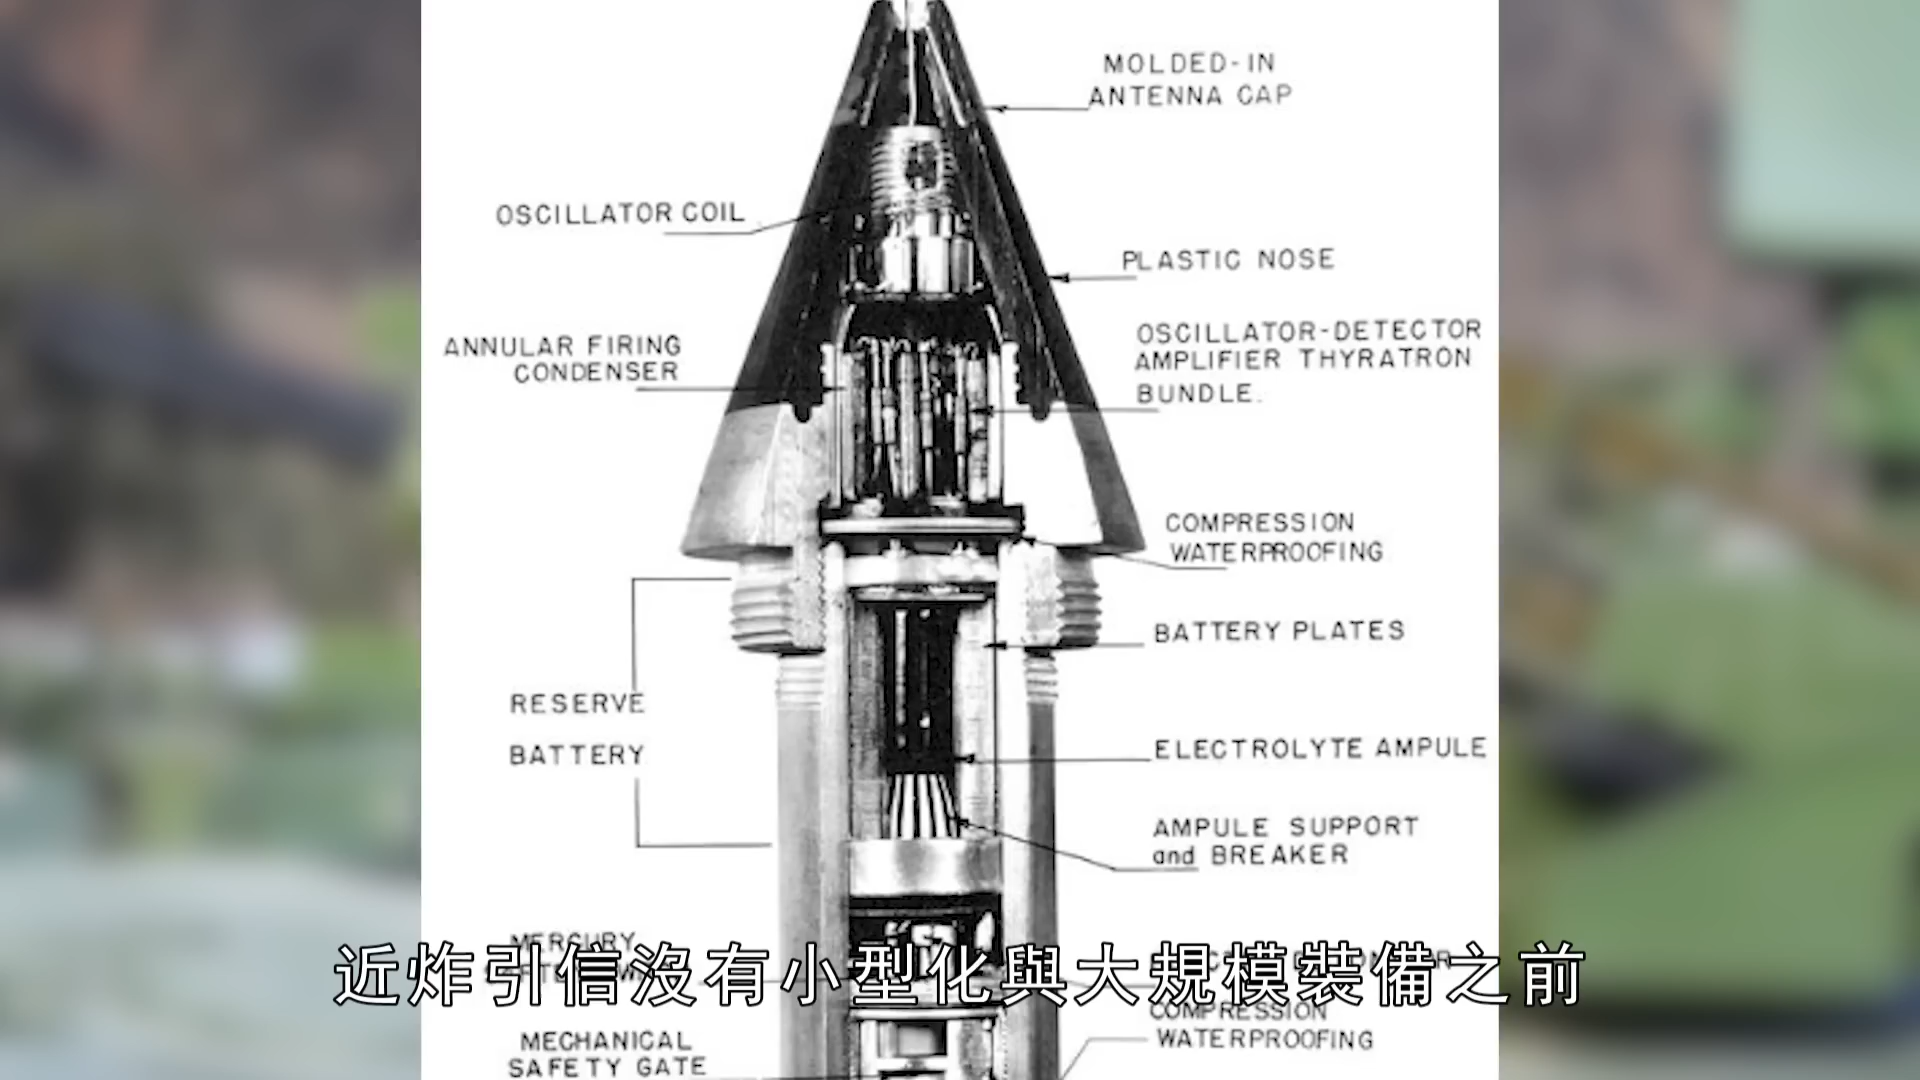 MOLDED-IN
ANTENNA CAP
OSCILLATOR COIL
PLASTIC NOSE
OSCILLATOR-DETECTOR
AMPLIFIER THYRATRON
BUNDLE.
ANNULAR FIRING
CONDENSER
COMPRESSION
WATERPROOFING
BATTERY PLATES
RESERVE
BATTERY
ELECTROLYTE AMPULE
AMPULE SUPPORT
and BREAKER
MERCURY
近炸引信沒有小型化與大規模裝備之前
COMPRESSION
WATERPROOFING
MECHANICAL
SAFETY GATE